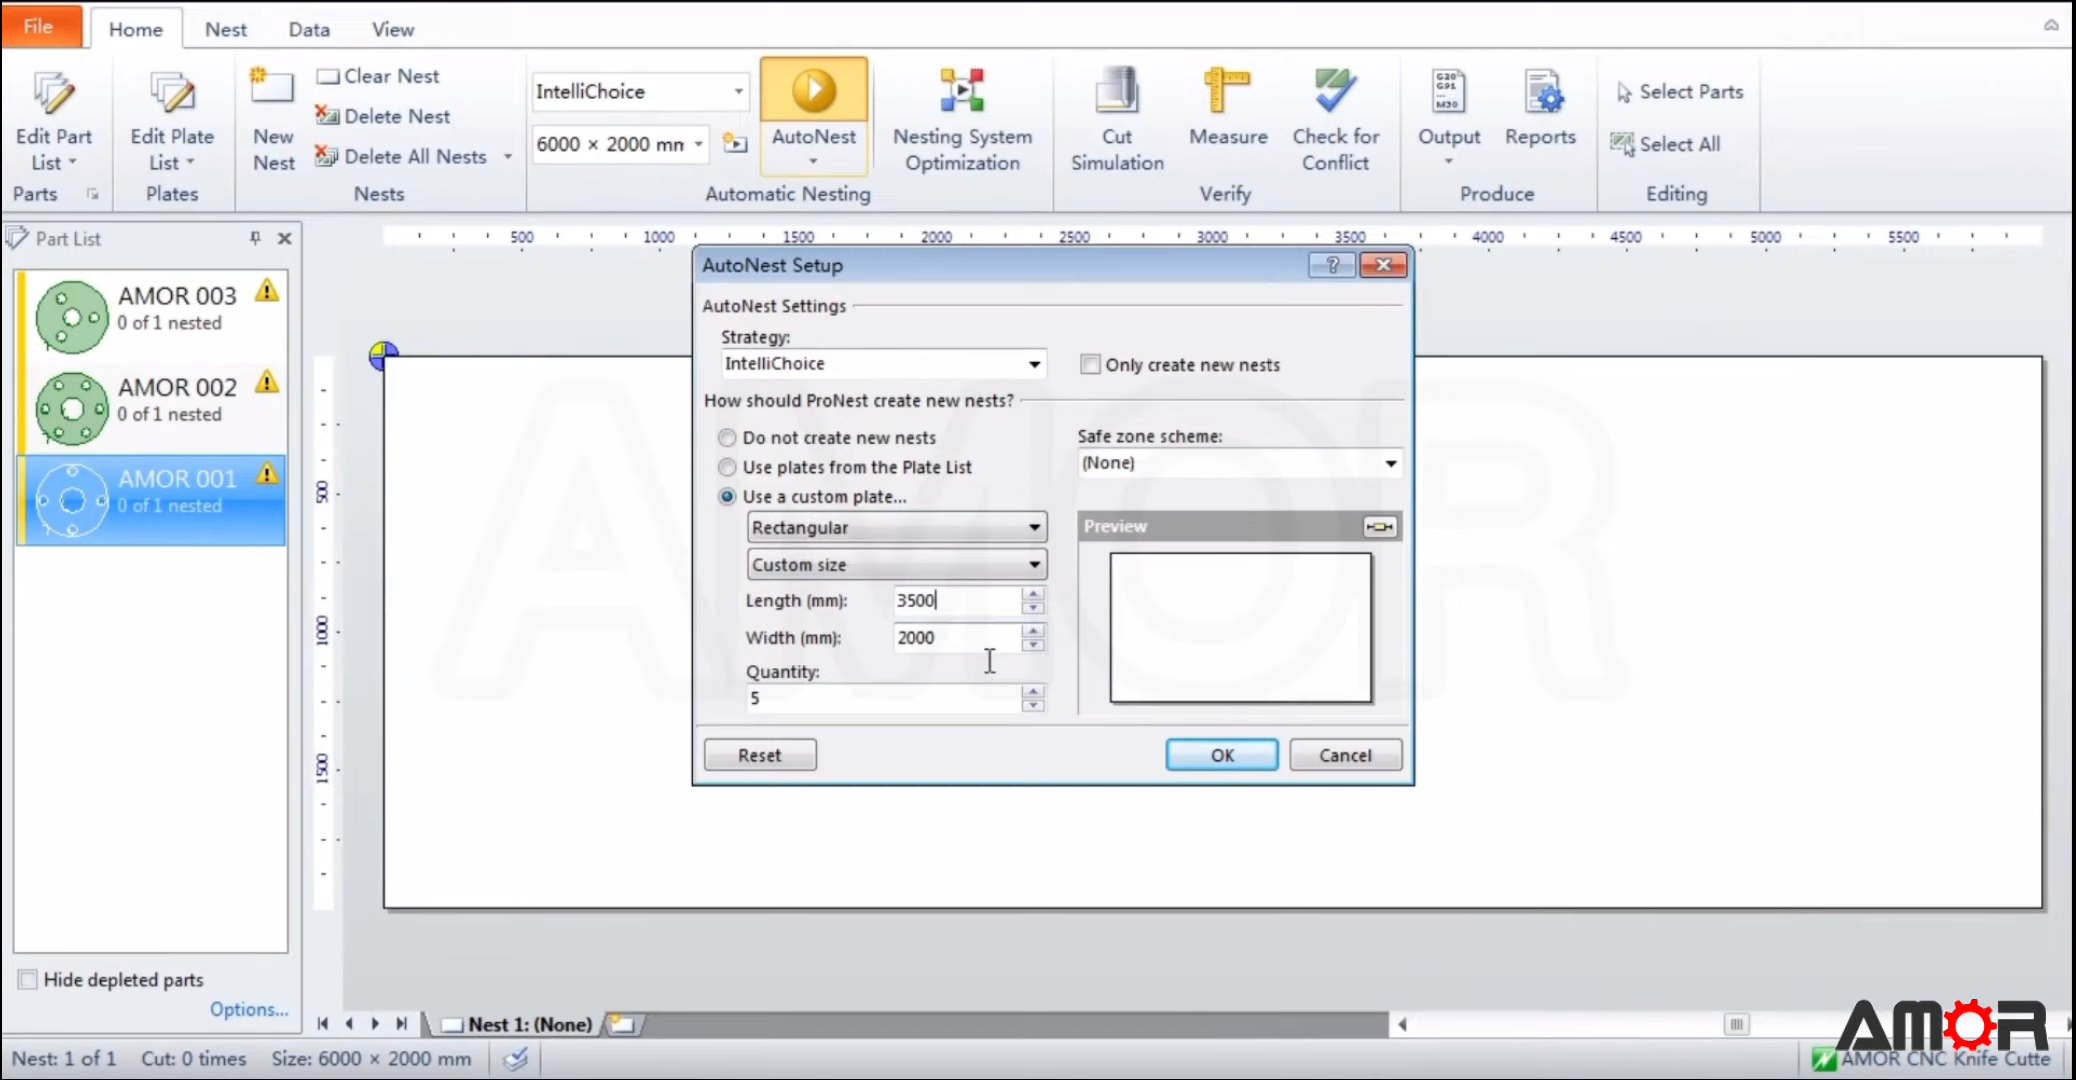 File Home Nest Data View
Edit Part List
Parts
Edit Plate List
Plates
New Nest
Clear Nest
Delete Nest
Delete All Nests
Nests
IntelliChoice
6000 × 2000 mn
AutoNest
Nesting System Optimization
Automatic Nesting
Cut Simulation
Measure
Check for Conflict
Verify
G20
G91
...
M30
Output
Reports
Produce
Select Parts
Select All
Editing
Part List
AMOR 003
0 of 1 nested
AMOR 002
0 of 1 nested
AMOR 001
0 of 1 nested
Hide depleted parts
Options...
500 1000 1500 2000 2500 3000 3500 4000 4500 5000 5500
500
1000
1500
AMOR
AutoNest Setup
AutoNest Settings
Strategy:
IntelliChoice
Only create new nests
How should ProNest create new nests?
Do not create new nests
Use plates from the Plate List
Use a custom plate...
Rectangular
Custom size
Length (mm): 3500
Width (mm): 2000
Quantity:
5
Safe zone scheme:
(None)
Preview
Reset OK Cancel
Nest 1: (None)
Nest: 1 of 1 Cut: 0 times Size: 6000 × 2000 mm
AMOR
AMOR CNC Knife Cutte